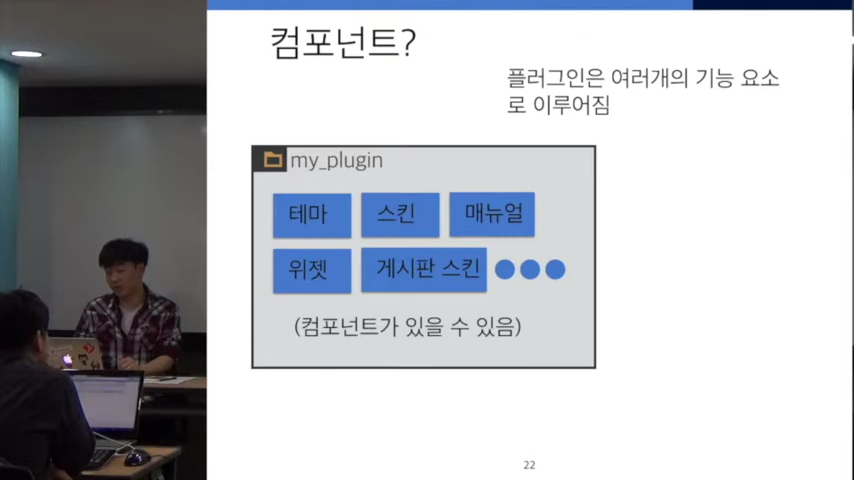 컴포넌트?
플러그인은 여러개의 기능 요소
로 이루어짐
my_plugin
테마
스킨
매뉴얼
위젯
게시판 스킨
(컴포넌트가 있을 수 있음)
22